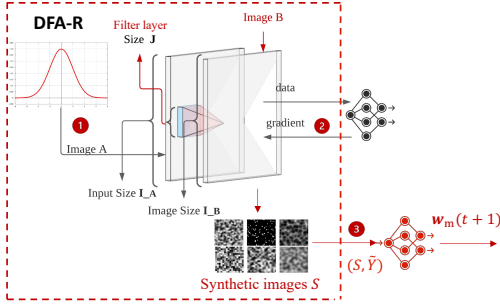 DFA-R
Filter layer
Size J
Image B
1
Image A
data
gradient
2
Input Size I_A
Image Size I_B
3
Synthetic images S
(S, Ỹ)
w_m(t + 1)